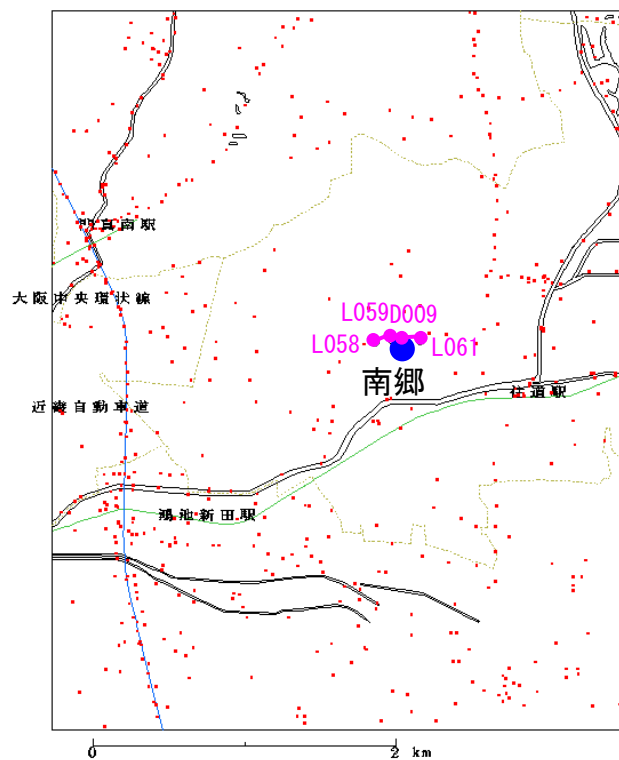 門真南駅
大阪中央環状線
L059D009
L058
L061
南郷
住道駅
近畿自動車道
鴻池新田駅
0 2 km